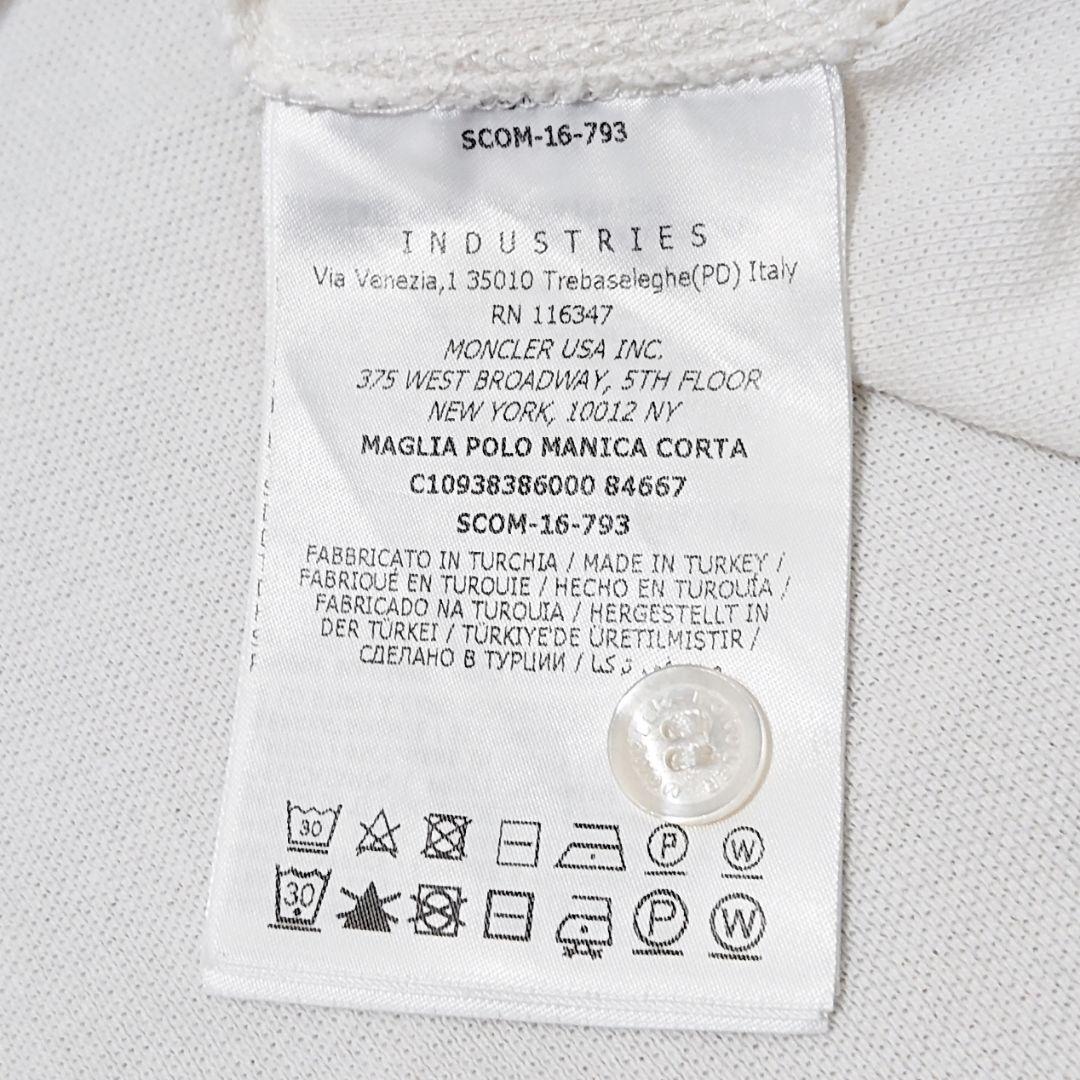 SCOM-16-793
INDUSTRIES
Via Venezia,1 35010 Trebaseleghe(PD) Italy
RN 116347
MONCLER USA INC.
375 WEST BROADWAY, 5TH FLOOR
NEW YORK, 10012 NY
MAGLIA POLO MANICA CORTA
C10938386000 84667
SCOM-16-793
FABBRICATO IN TURCHIA / MADE IN TURKEY /
FABRIQUÉ EN TURQUIE / HECHO EN TURQUÍA /
FABRICADO NA TURQUIA / HERGESTELLT IN
DER TÜRKEI / TÜRKIYE'DE ÜRETILMISTIR /
СДЕЛАНО В ТУРЦИИ /
30 P W
30 P W